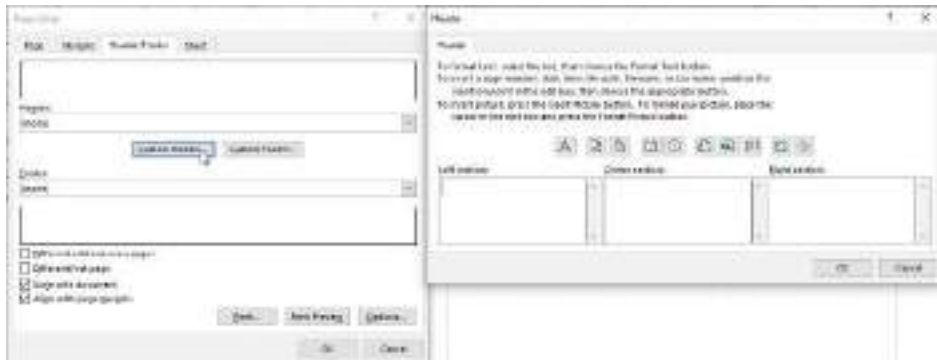 Page Setup
Page Margins Header/Footer Sheet
Header:
(none)
Custom Header... Custom Footer...
Footer:
(none)
Different odd and even pages
Different first page
Scale with document
Align with page margins
Print... Print Preview Options...
OK Cancel
Header
Header
To format text: select the text, then choose the Format Text button.
To insert a page number, date, time, file path, filename, or tab name: position the
insertion point in the edit box, then choose the appropriate button.
To insert picture: press the Insert Picture button. To format your picture, place the
cursor in the edit box and press the Format Picture button.
Left section: Center section: Right section:
OK Cancel